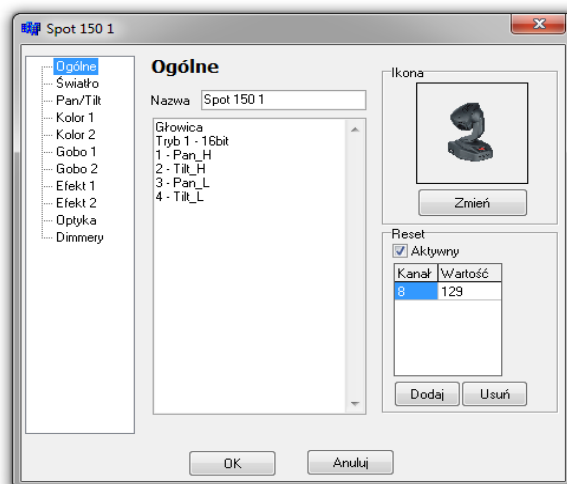 Spot 150 1
Ogólne
Światło
Pan/Tilt
Kolor 1
Kolor 2
Gobo 1
Gobo 2
Efekt 1
Efekt 2
Optyka
Dimmery
Ogólne
Nazwa Spot 150 1
Głowica
Tryb 1 - 16bit
1 - Pan_H
2 - Tilt_H
3 - Pan_L
4 - Tilt_L
Ikona
Zmień
Reset
Aktywny
Kanał Wartość
8 129
Dodaj Usuń
OK Anuluj